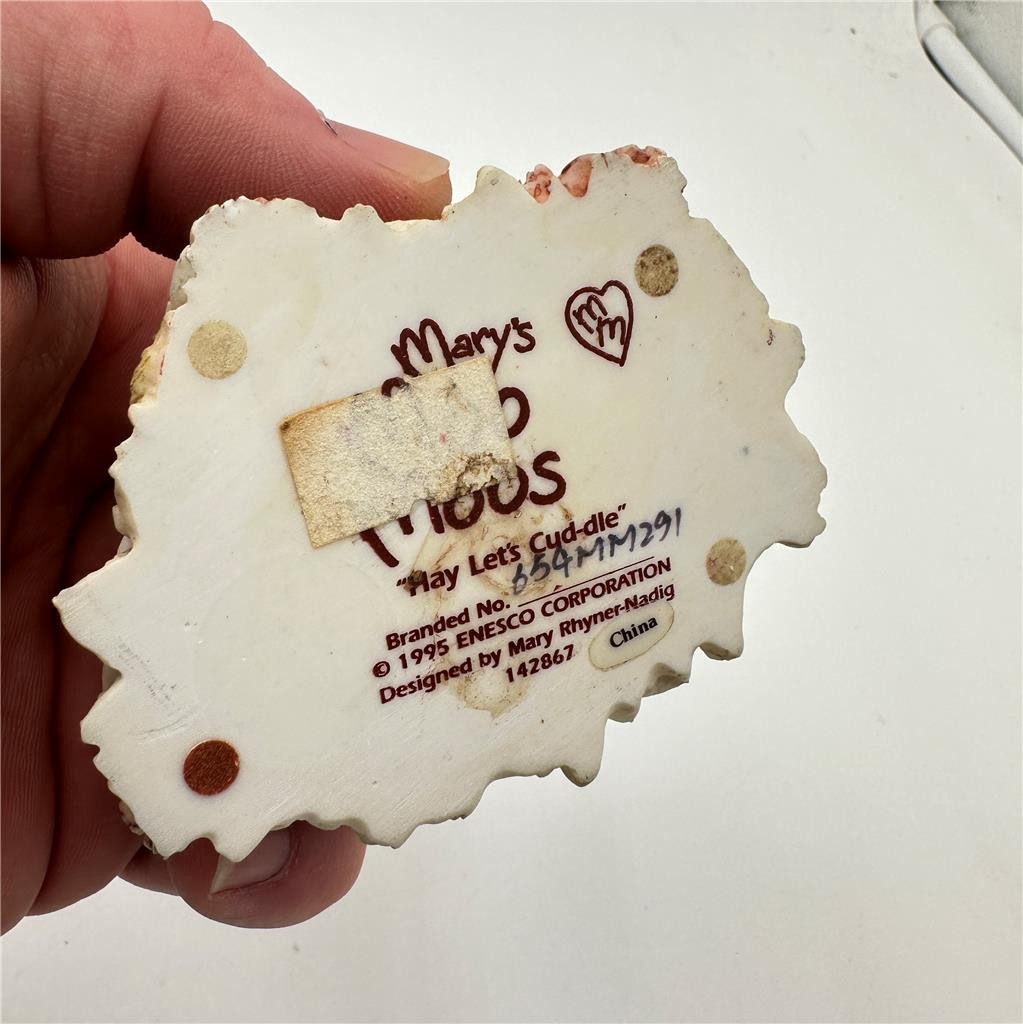 Mary's
MM
Moos
"Hay Let's Cud-dle"
Branded No. 654MM291
© 1995 ENESCO CORPORATION
Designed by Mary Rhyner-Nadig
142867
China